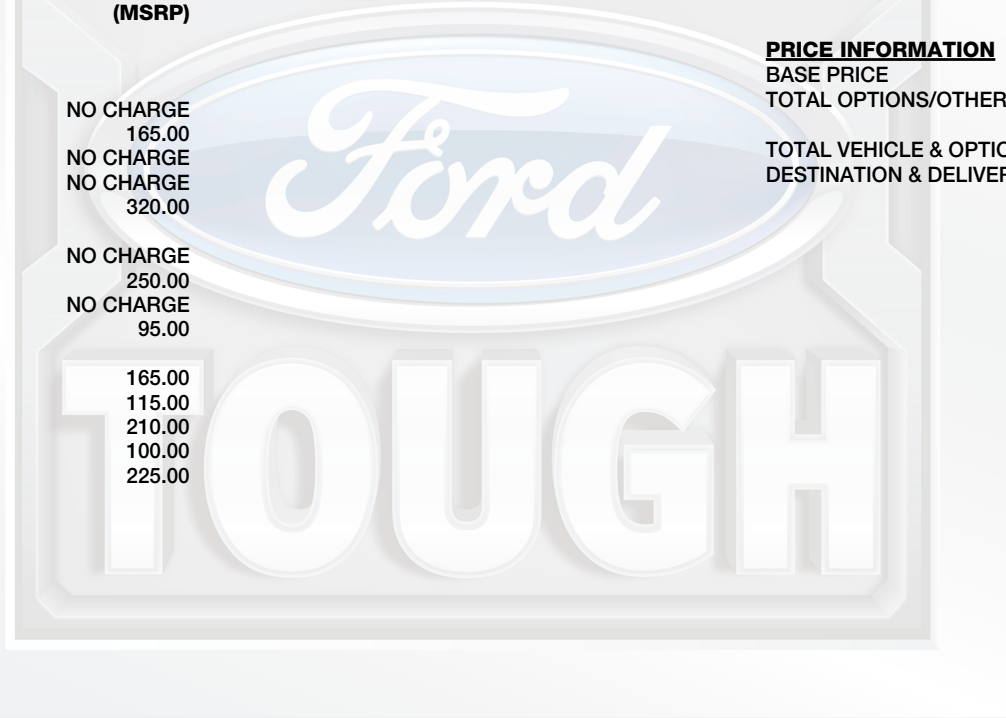 (MSRP)
NO CHARGE
165.00
NO CHARGE
NO CHARGE
320.00
NO CHARGE
250.00
NO CHARGE
95.00
165.00
115.00
210.00
100.00
225.00
PRICE INFORMATION
BASE PRICE
TOTAL OPTIONS/OTHER
TOTAL VEHICLE & OPTIO
DESTINATION & DELIVER
Ford
TOUGH